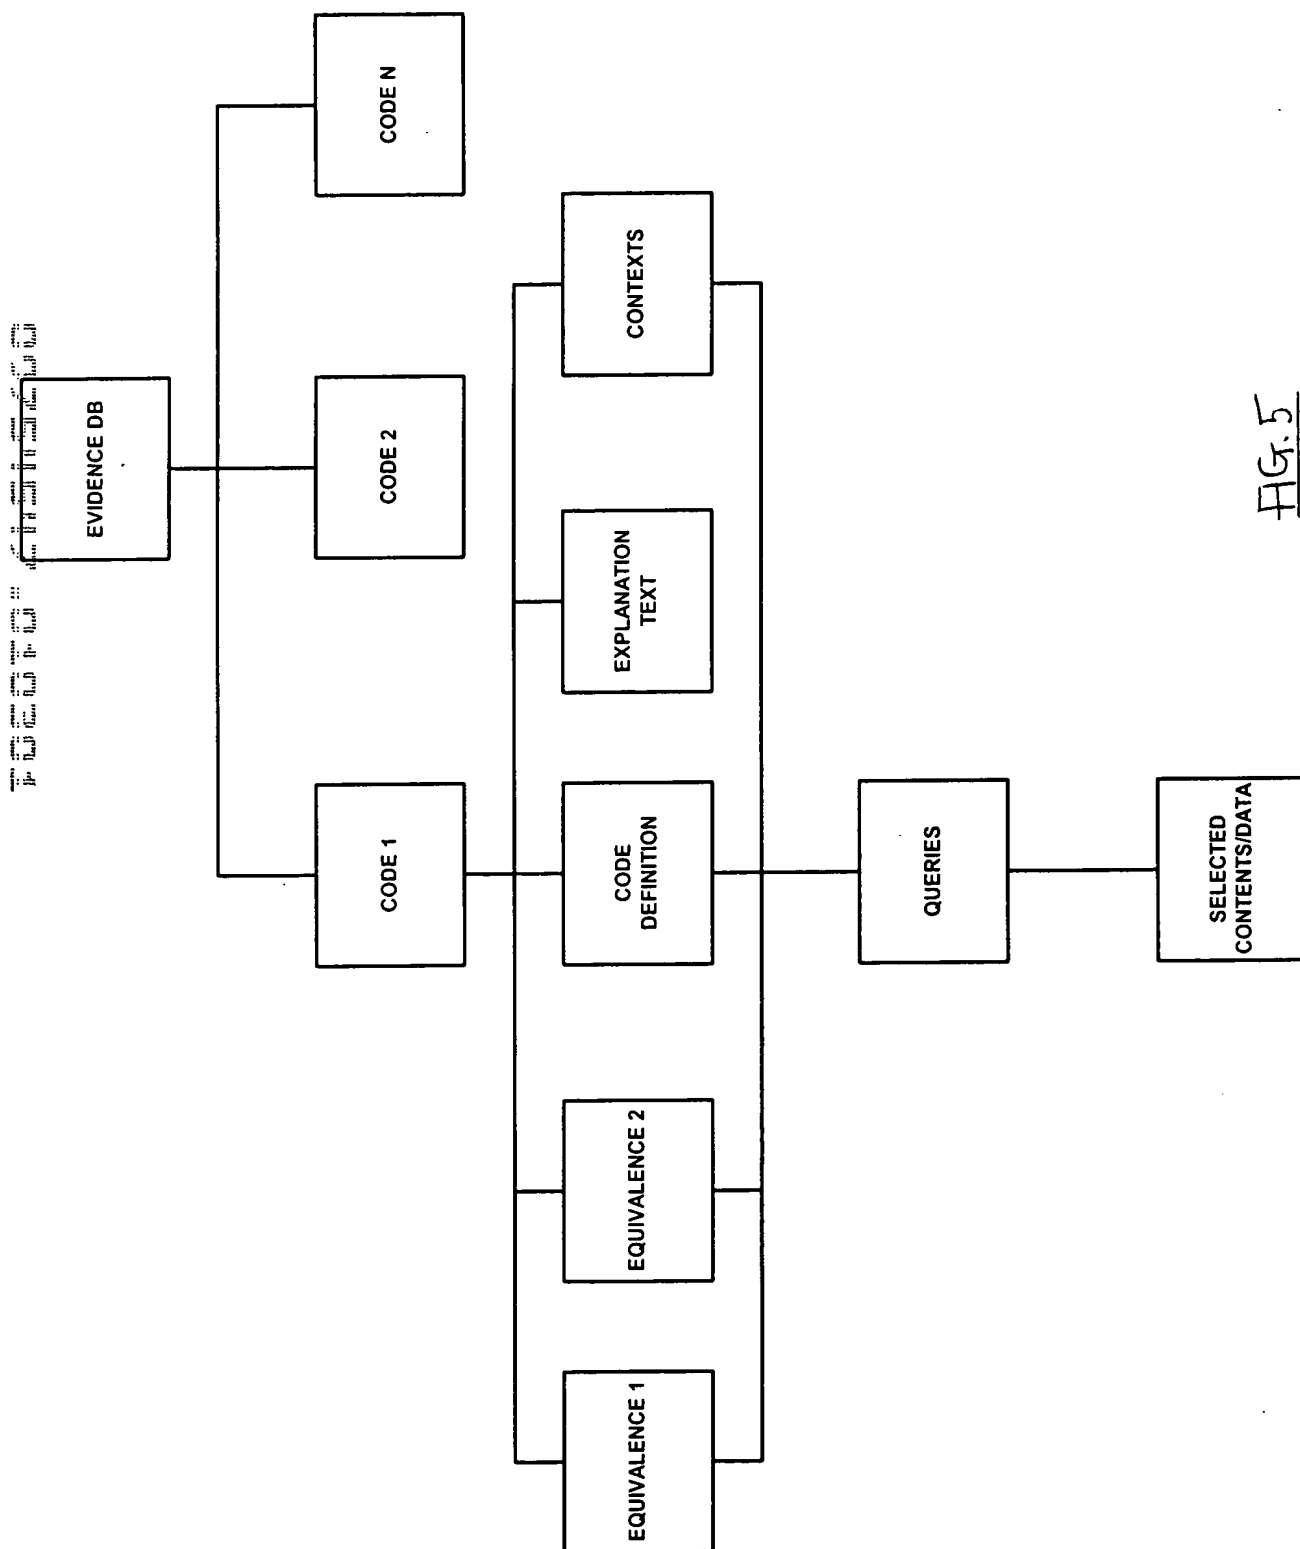 EVIDENCE DB
CODE 1
CODE 2
CODE N
EQUIVALENCE 1
EQUIVALENCE 2
CODE
DEFINITION
EXPLANATION
TEXT
CONTEXTS
QUERIES
SELECTED
CONTENTS/DATA
FIG. 5